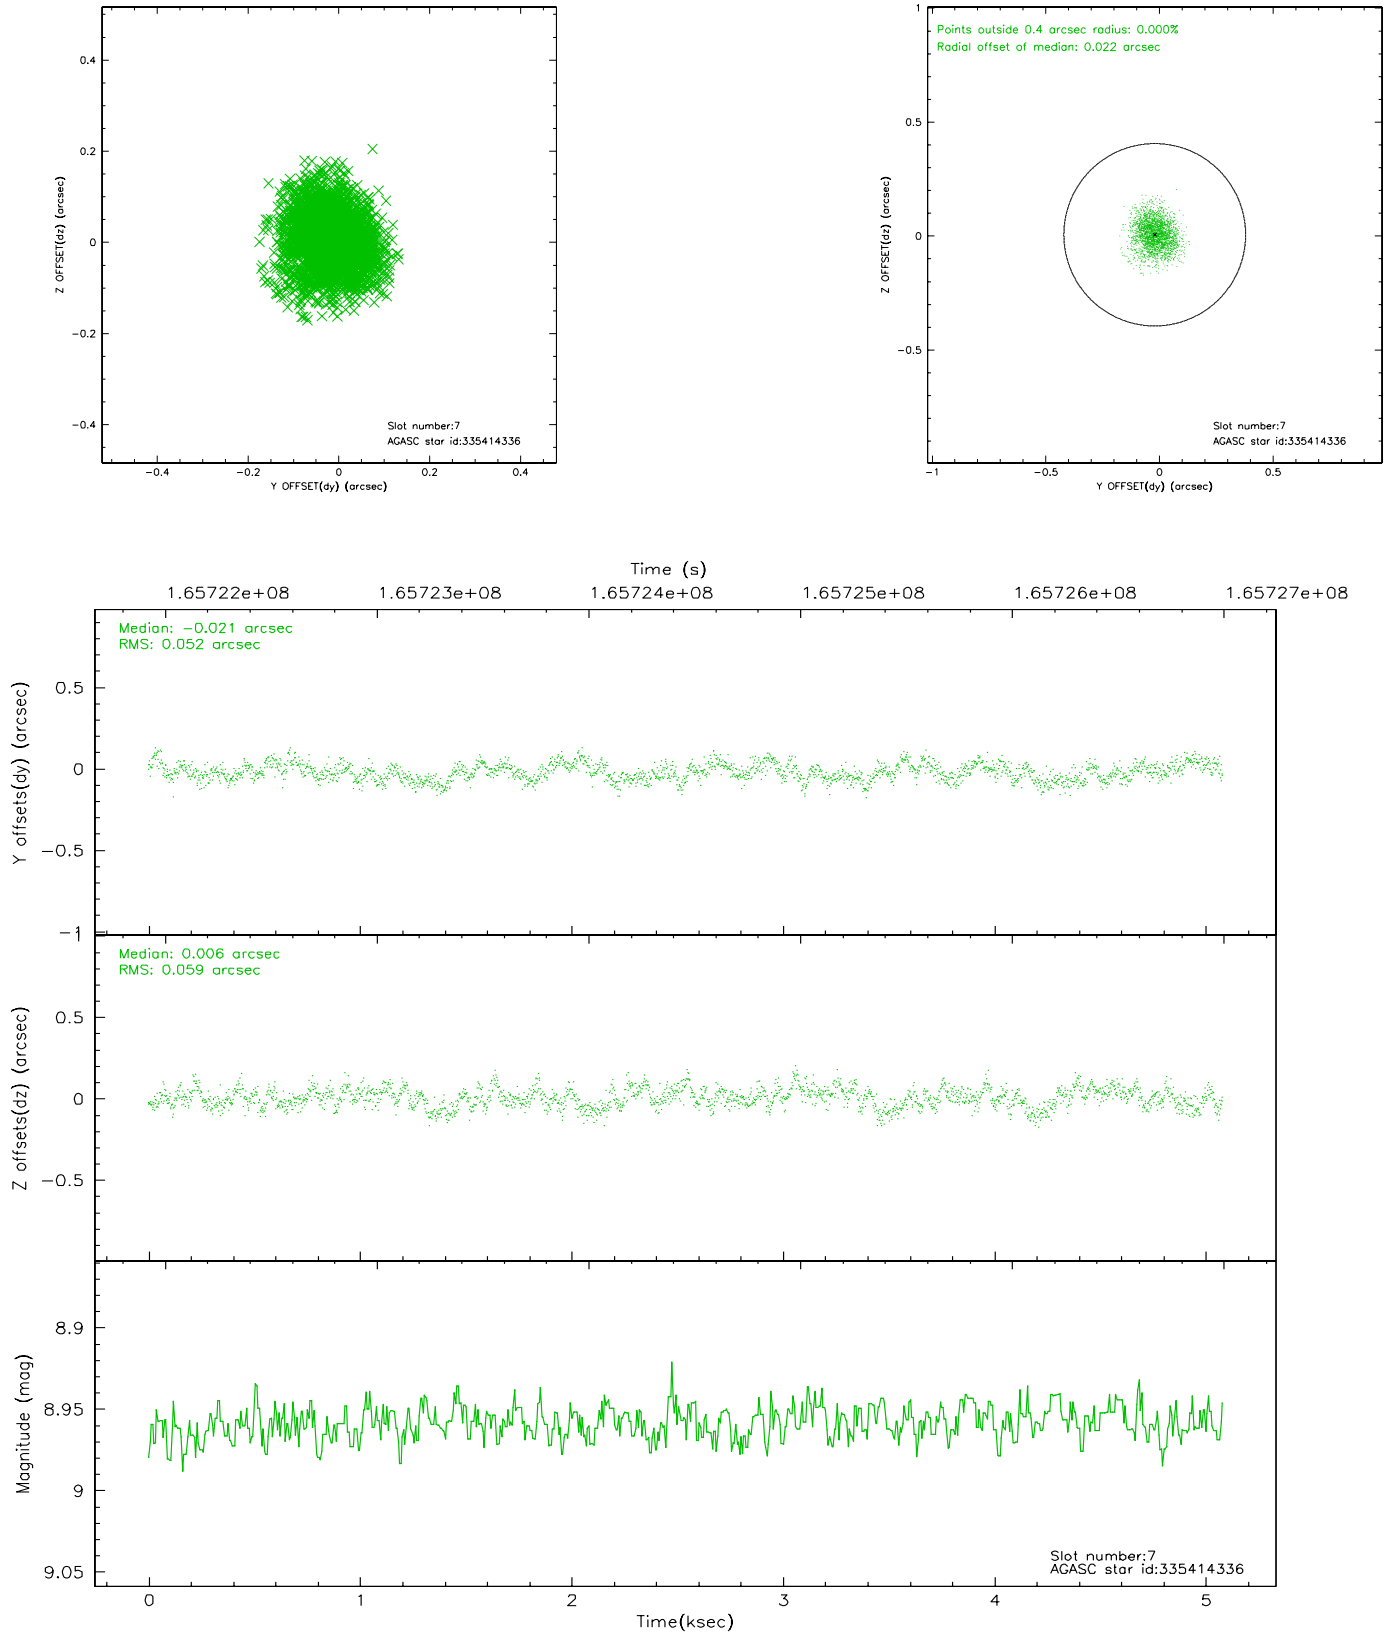 0.4
0.2
0
−0.2
−0.4
Z OFFSET(dz) (arcsec)
Slot number:7
AGASC star id:335414336
−0.4 −0.2 0 0.2 0.4
Y OFFSET(dy) (arcsec)
Points outside 0.4 arcsec radius: 0.000%
Radial offset of median: 0.022 arcsec
1
0.5
0
−0.5
Z OFFSET(dz) (arcsec)
Slot number:7
AGASC star id:335414336
−1 −0.5 0 0.5
Y OFFSET(dy) (arcsec)
Time (s)
1.65722e+08 1.65723e+08 1.65724e+08 1.65725e+08 1.65726e+08 1.65727e+08
Median: −0.021 arcsec
RMS: 0.052 arcsec
0.5
0
−0.5
−1
Y offsets(dy) (arcsec)
Median: 0.006 arcsec
RMS: 0.059 arcsec
1
0.5
0
−0.5
Z offsets(dz) (arcsec)
8.9
8.95
9
9.05
Magnitude (mag)
Slot number:7
AGASC star id:335414336
0 1 2 3 4 5
Time(ksec)